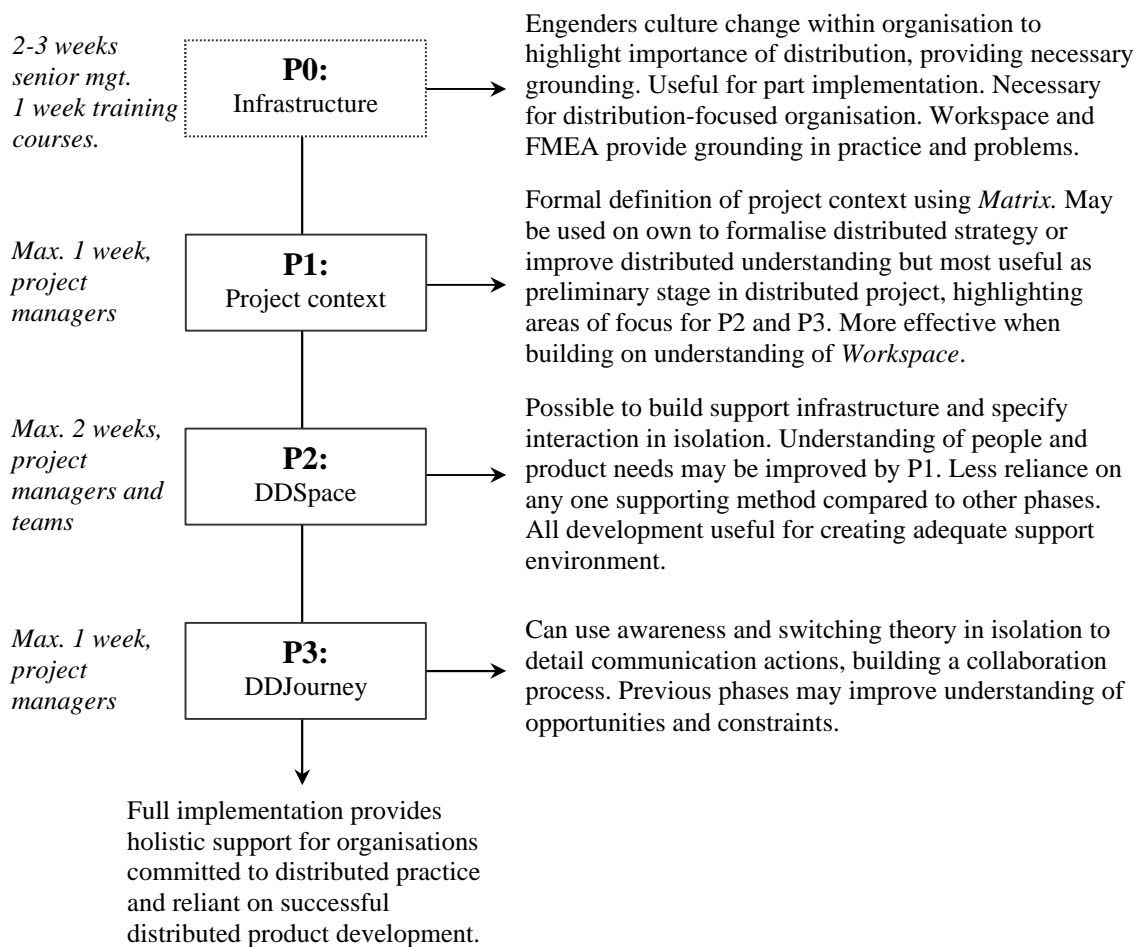 2-3 weeks
senior mgt.
1 week training
courses.
P0:
Infrastructure
Engenders culture change within organisation to
highlight importance of distribution, providing necessary
grounding. Useful for part implementation. Necessary
for distribution-focused organisation. Workspace and
FMEA provide grounding in practice and problems.
Max. 1 week,
project
managers
P1:
Project context
Formal definition of project context using Matrix. May
be used on own to formalise distributed strategy or
improve distributed understanding but most useful as
preliminary stage in distributed project, highlighting
areas of focus for P2 and P3. More effective when
building on understanding of Workspace.
Max. 2 weeks,
project
managers and
teams
P2:
DDSpace
Possible to build support infrastructure and specify
interaction in isolation. Understanding of people and
product needs may be improved by P1. Less reliance on
any one supporting method compared to other phases.
All development useful for creating adequate support
environment.
Max. 1 week,
project
managers
P3:
DDJourney
Can use awareness and switching theory in isolation to
detail communication actions, building a collaboration
process. Previous phases may improve understanding of
opportunities and constraints.
Full implementation provides
holistic support for organisations
committed to distributed practice
and reliant on successful
distributed product development.